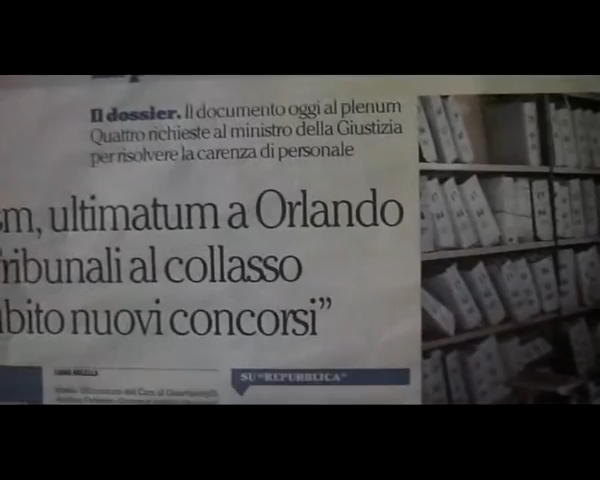 Il dossier. Il documento oggi al plenum
Quattro richieste al ministro della Giustizia
per risolvere la carenza di personale
sm, ultimatum a Orlando
ribunali al collasso
bito nuovi concorsi”
SU “REPUBBLICA”